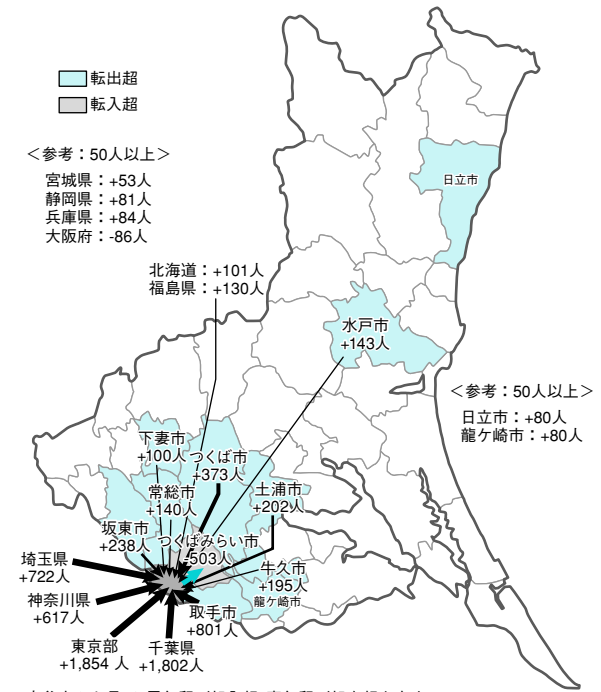 転出超
転入超
＜参考：50人以上＞
宮城県：+53人
静岡県：+81人
兵庫県：+84人
大阪府：-86人
日立市
北海道：+101人
福島県：+130人
水戸市
+143人
＜参考：50人以上＞
日立市：+80人
龍ケ崎市：+80人
下妻市
+100人
つくば市
+373人
常総市
+140人
土浦市
+202人
坂東市
+238人
つくばみらい市
-503人
牛久市
+195人
龍ケ崎市
取手市
+801人
埼玉県
+722人
神奈川県
+617人
東京部
+1,854 人
千葉県
+1,802人